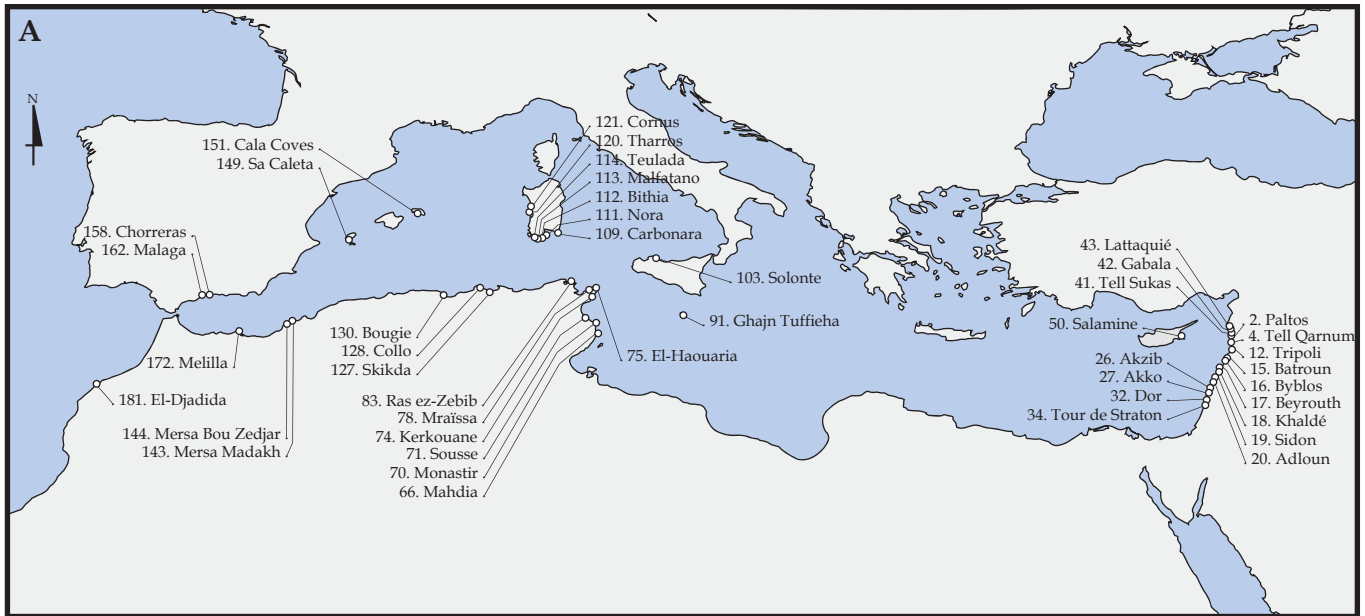 A
N
151. Cala Coves
149. Sa Caleta
158. Chorreras
162. Malaga
121. Cornus
120. Tharros
114. Teulada
113. Malfatano
112. Bithia
111. Nora
109. Carbonara
103. Solonte
91. Ghajn Tuffieha
75. El-Haouaria
130. Bougie
128. Collo
127. Skikda
172. Melilla
181. El-Djadida
144. Mersa Bou Zedjar
143. Mersa Madakh
83. Ras ez-Zebib
78. Mraïssa
74. Kerkouane
71. Sousse
70. Monastir
66. Mahdia
43. Lattaquié
42. Gabala
41. Tell Sukas
50. Salamine
26. Akzib
27. Akko
32. Dor
34. Tour de Straton
2. Paltos
4. Tell Qarnum
12. Tripoli
15. Batroun
16. Byblos
17. Beyrouth
18. Khaldé
19. Sidon
20. Adloun